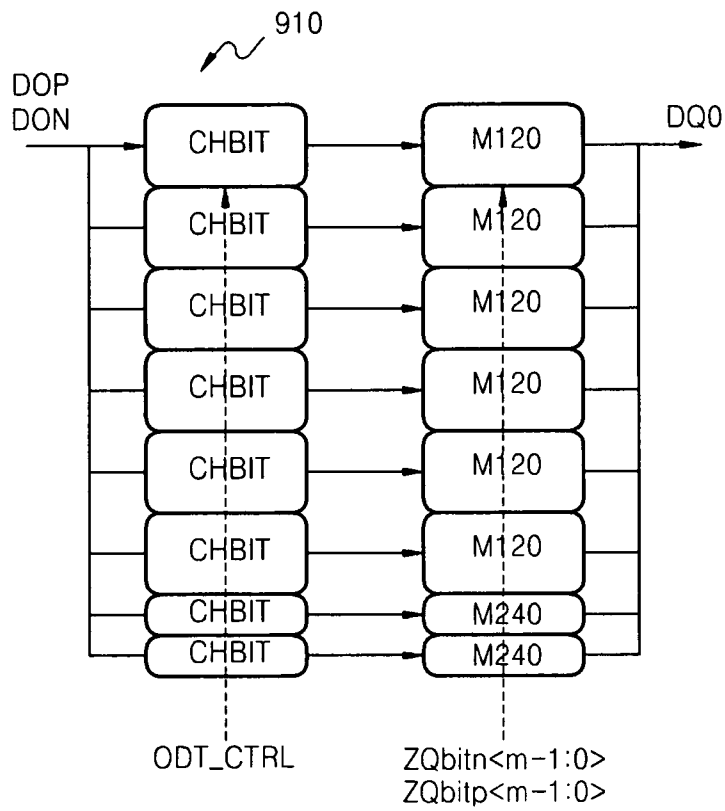 910
DOP
DON
DQ0
CHBIT M120
CHBIT M120
CHBIT M120
CHBIT M120
CHBIT M120
CHBIT M120
CHBIT M240
CHBIT M240
ODT_CTRL
ZQbitn<m-1:0>
ZQbitp<m-1:0>